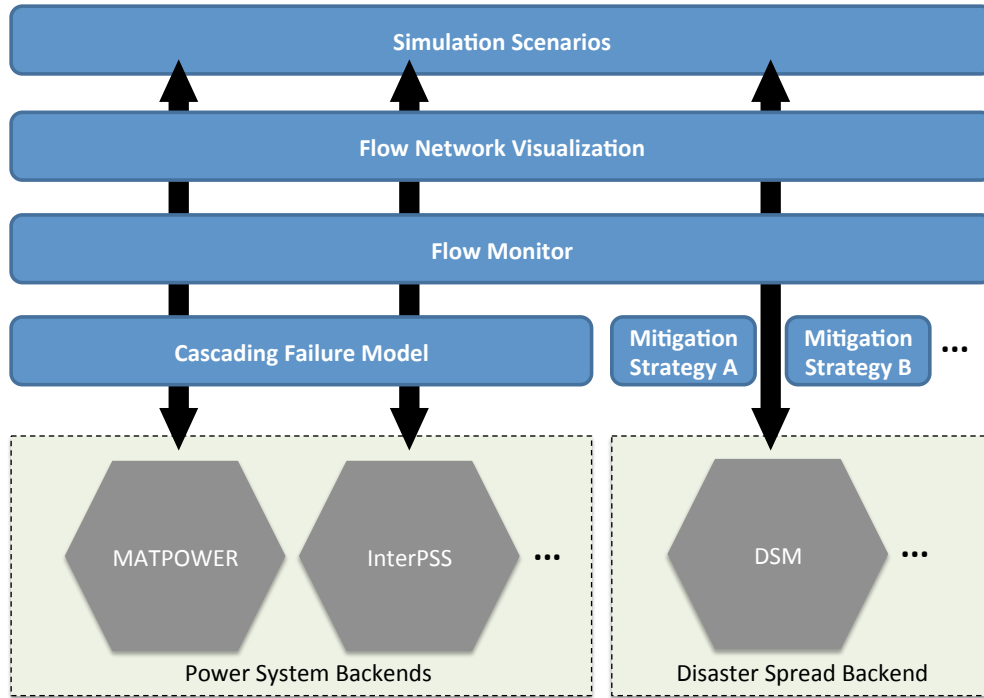 Simulation Scenarios
Flow Network Visualization
Flow Monitor
Cascading Failure Model
Mitigation
Strategy A
Mitigation
Strategy B
...
MATPOWER
InterPSS
...
DSM
...
Power System Backends
Disaster Spread Backend